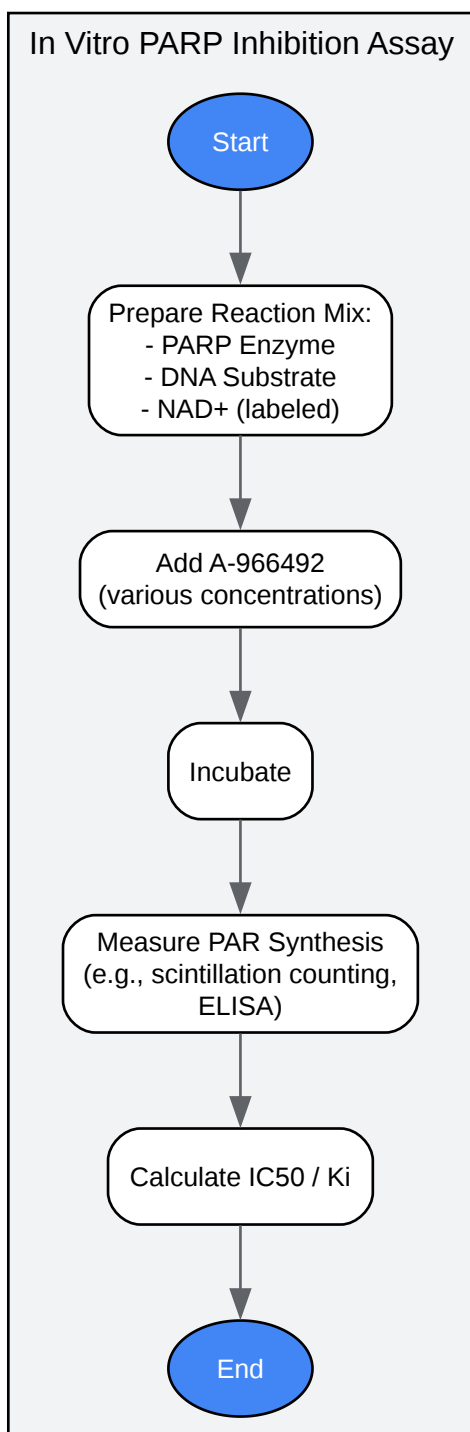 In Vitro PARP Inhibition Assay
Start
Prepare Reaction Mix:
- PARP Enzyme
- DNA Substrate
- NAD+ (labeled)
Add A-966492
(various concentrations)
Incubate
Measure PAR Synthesis
(e.g., scintillation counting,
ELISA)
Calculate IC50 / Ki
End